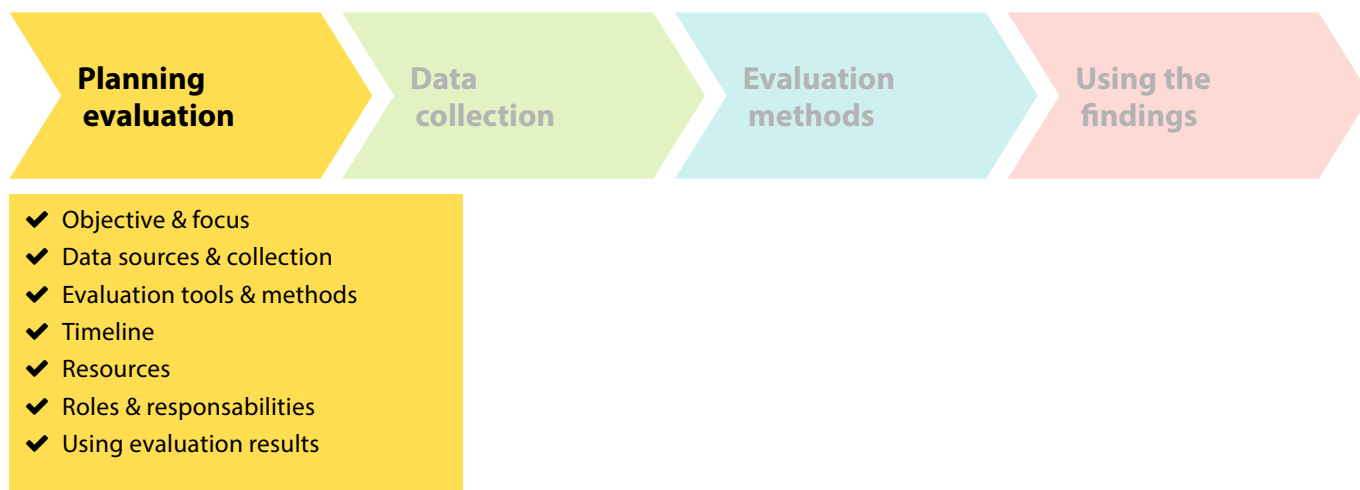 Planning
evaluation
Data
collection
Evaluation
methods
Using the
findings
✔ Objective & focus
✔ Data sources & collection
✔ Evaluation tools & methods
✔ Timeline
✔ Resources
✔ Roles & responsabilities
✔ Using evaluation results